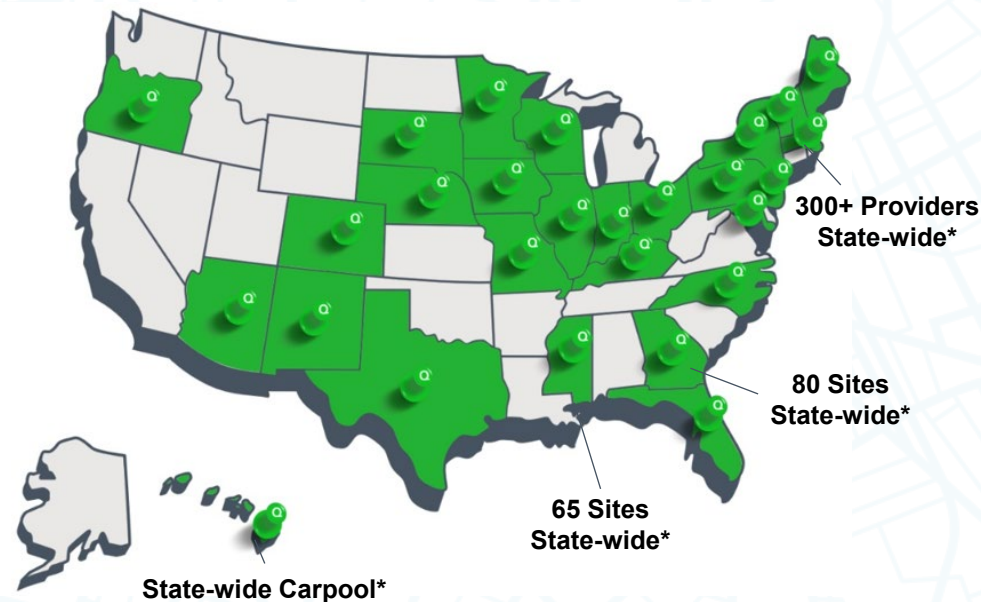 300+ Providers
State-wide*
80 Sites
State-wide*
65 Sites
State-wide*
State-wide Carpool*